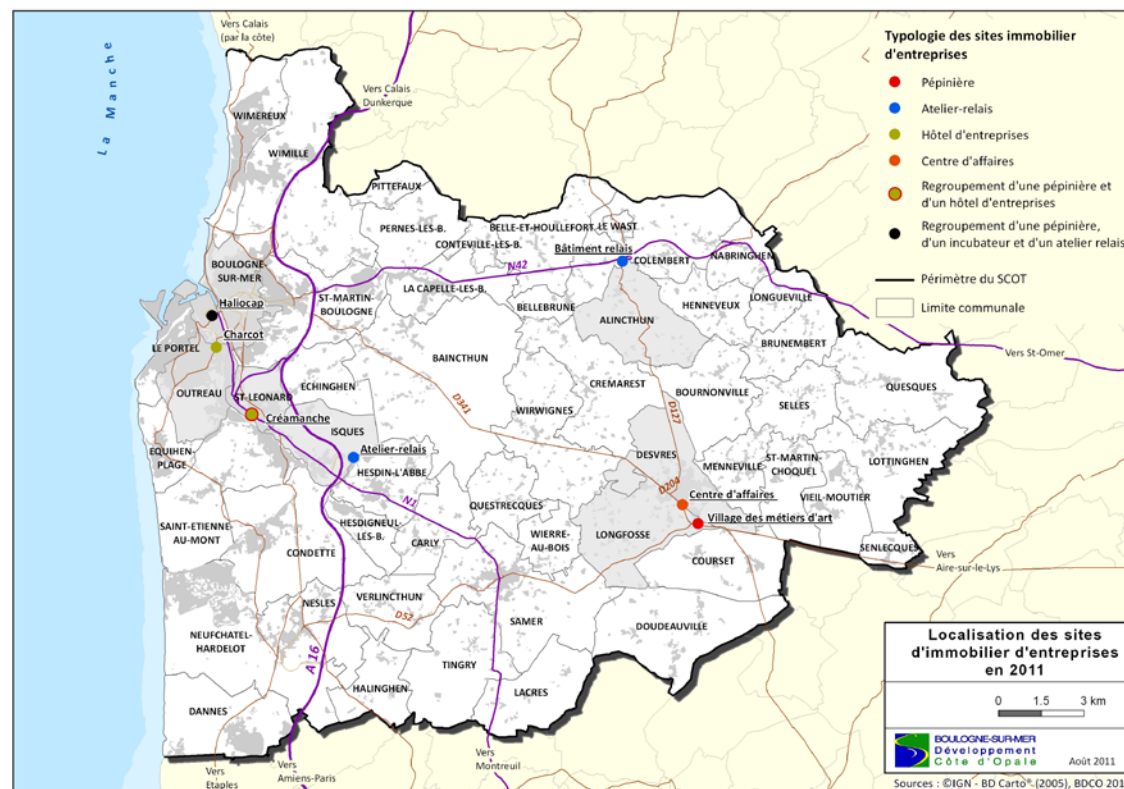 Vers Calais
(par la côte)
La Manche
Vers Calais
Dunkerque
WIMEREUX
WIMILLE
PITTEFAUX
PERNES-LES-B.
BELLE-ET-HOULLEFORT
LE WAST
CONTEVILLE-LES-B.
Bâtiment relais
COLEMBERT
NABRINGHEN
BOULOGNE-
SUR-MER
N42
ST-MARTIN-
BOULOGNE
LA CAPELLE-LES-B.
BELLEBRUNE
HENNEVEUX
LONGUEVILLE
Haliocap
ALINCTHUN
Charcot
LE PORTEL
BAINCTHUN
BRUNEMBERT
Vers St-Omer
OUTREAU
ST-LEONARD
ECHINGHEN
CREMAREST
BOURNONVILLE
QUESQUES
SELLES
D341
WIRWIGNES
D127
Créamanche
ISQUES
Atelier-relais
HESDIN-L'ABBE
EQUIHEN-
PLAGE
DESVRES
MENNEVILLE
ST-MARTIN-
CHOQUEL
LOTTINGHEN
D204
Centre d'affaires
VIEIL-MOUTIER
N1
QUESTRECQUES
Village des métiers d'art
SAINT-ETIENNE-
AU-MONT
HESDIGNEUL-
LES-B.
CARLY
WIERRE-
AU-BOIS
LONGFOSSE
CONDETTE
COURSET
SENLECQUES
Vers
Aire-sur-le-Lys
NESLES
VERLINCTHUN
D52
SAMER
DOUDEAUVILLE
NEUFCHATEL-
HARDELOT
A 16
TINGRY
HALINGHEN
LACRES
DANNES
Vers
Etaples
Vers
Amiens-Paris
Vers
Montreuil
Typologie des sites immobilier
d'entreprises
Pépinière
Atelier-relais
Hôtel d'entreprises
Centre d'affaires
Regroupement d'une pépinière et
d'un hôtel d'entreprises
Regroupement d'une pépinière,
d'un incubateur et d'un atelier relais
Périmètre du SCOT
Limite communale
Localisation des sites
d'immobilier d'entreprises
en 2011
0 1.5 3 km
BOULOGNE-SUR-MER
Développement
Côte d'Opale
Août 2011
Sources : ©IGN - BD Carto® (2005), BDCO 201